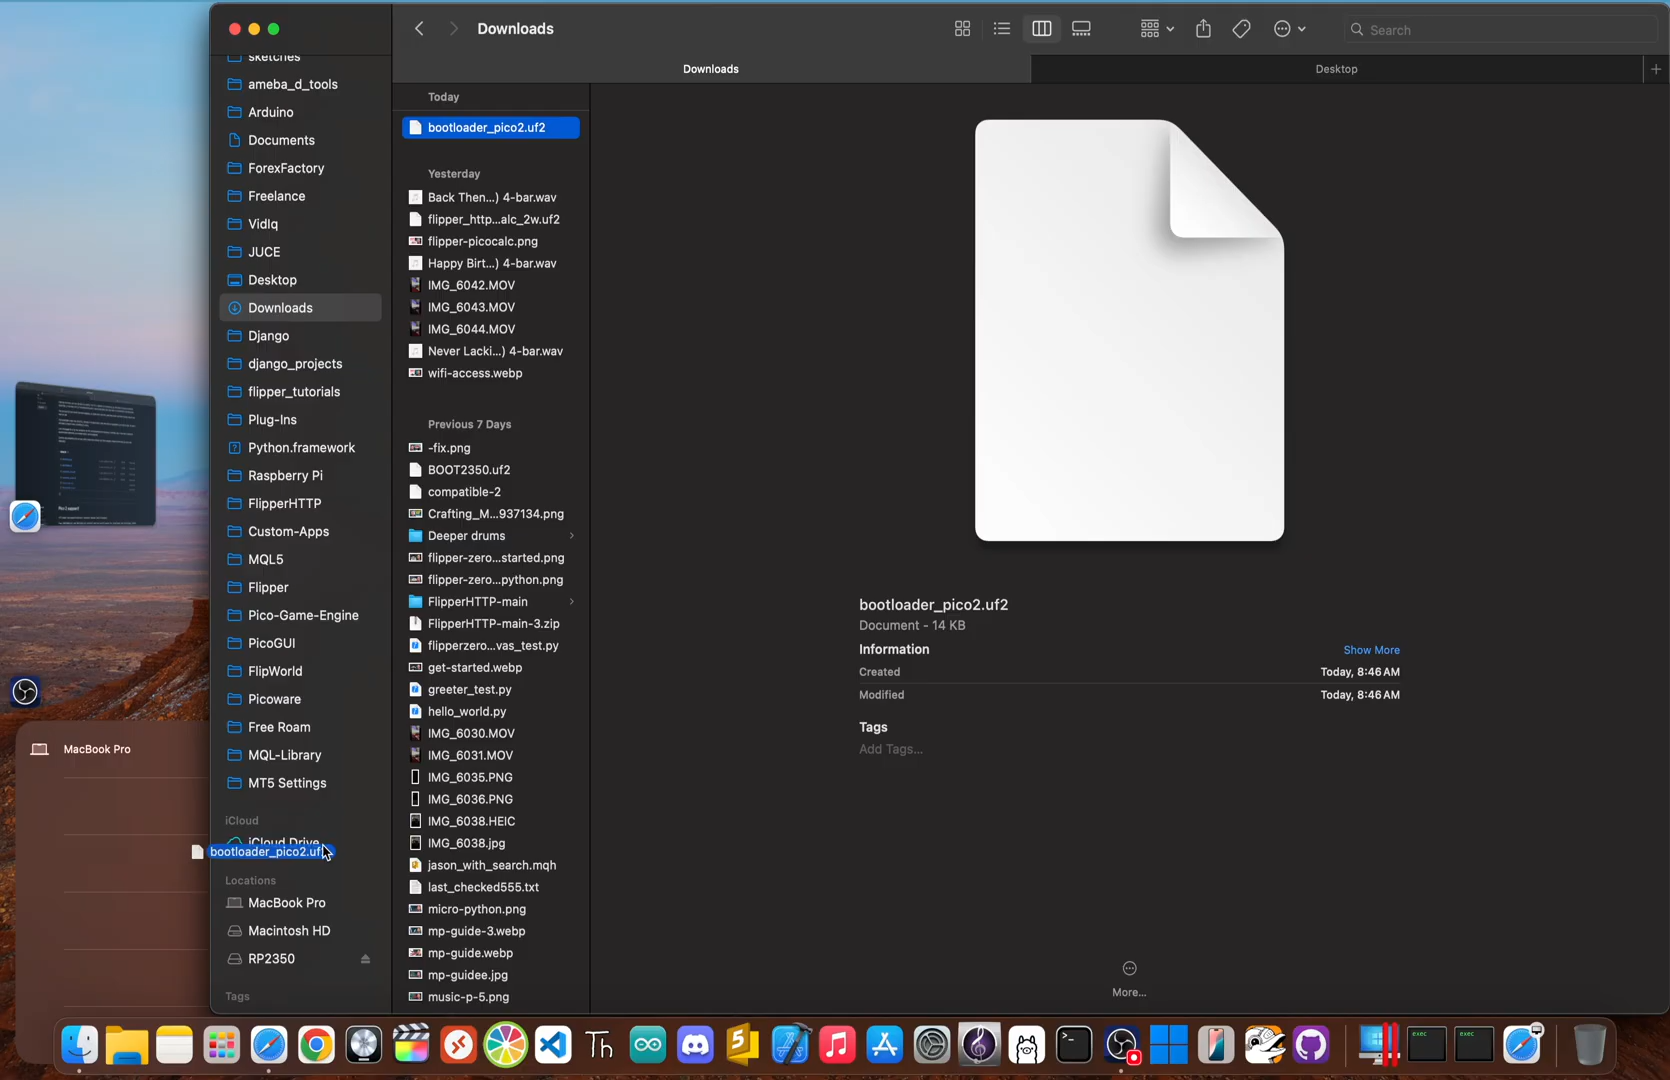 Downloads
Search
Downloads
Desktop
sketches
ameba_d_tools
Arduino
Documents
ForexFactory
Freelance
VidIq
JUCE
Desktop
Downloads
Django
django_projects
flipper_tutorials
Plug-Ins
Python.framework
Raspberry Pi
FlipperHTTP
Custom-Apps
MQL5
Flipper
Pico-Game-Engine
PicoGUI
FlipWorld
Picoware
Free Roam
MQL-Library
MT5 Settings
iCloud
iCloud Drive
bootloader_pico2.uf
Locations
MacBook Pro
Macintosh HD
RP2350
Tags
MacBook Pro
Today
bootloader_pico2.uf2
Yesterday
Back Then...) 4-bar.wav
flipper_http...alc_2w.uf2
flipper-picocalc.png
Happy Birt...) 4-bar.wav
IMG_6042.MOV
IMG_6043.MOV
IMG_6044.MOV
Never Lacki...) 4-bar.wav
wifi-access.webp
Previous 7 Days
-fix.png
BOOT2350.uf2
compatible-2
Crafting_M...937134.png
Deeper drums
flipper-zero...started.png
flipper-zero...python.png
FlipperHTTP-main
FlipperHTTP-main-3.zip
flipperzero...vas_test.py
get-started.webp
greeter_test.py
hello_world.py
IMG_6030.MOV
IMG_6031.MOV
IMG_6035.PNG
IMG_6036.PNG
IMG_6038.HEIC
IMG_6038.jpg
jason_with_search.mqh
last_checked555.txt
micro-python.png
mp-guide-3.webp
mp-guide.webp
mp-guidee.jpg
music-p-5.png
bootloader_pico2.uf2
Document - 14 KB
Information
Show More
Created
Today, 8:46 AM
Modified
Today, 8:46 AM
Tags
Add Tags...
More...
Th
exec
exec